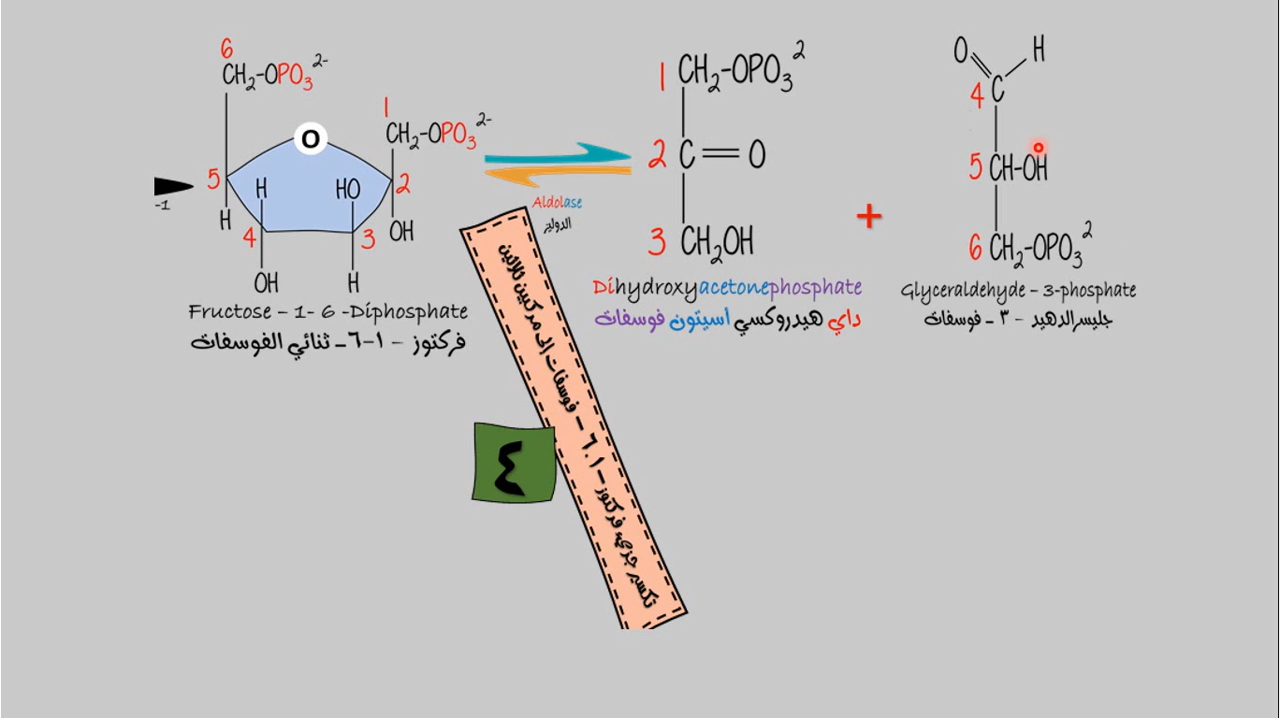 6
CH2-OPO3 2-
1
CH2-OPO3 2-
O
5
H
HO
2
H
4
3
OH
OH
H
-1
Fructose - 1- 6 -Diphosphate
فركتوز - ١-٦- ثنائي الفوسفات
Aldolase
الدوليز
1 CH2-OPO3 2
2 C=O
3 CH2OH
Dihydroxyacetonephosphate
داي هيدروكسي اسيتون فوسفات
+
O
H
4 C
5 CH-OH
6 CH2-OPO3 2
Glyceraldehyde - 3-phosphate
جليسرالدهيد - ٣ - فوسفات
٤
تكسير جزيء فركتوز - ٦.١ - فوسفات إلى مركبين ثلاثيين